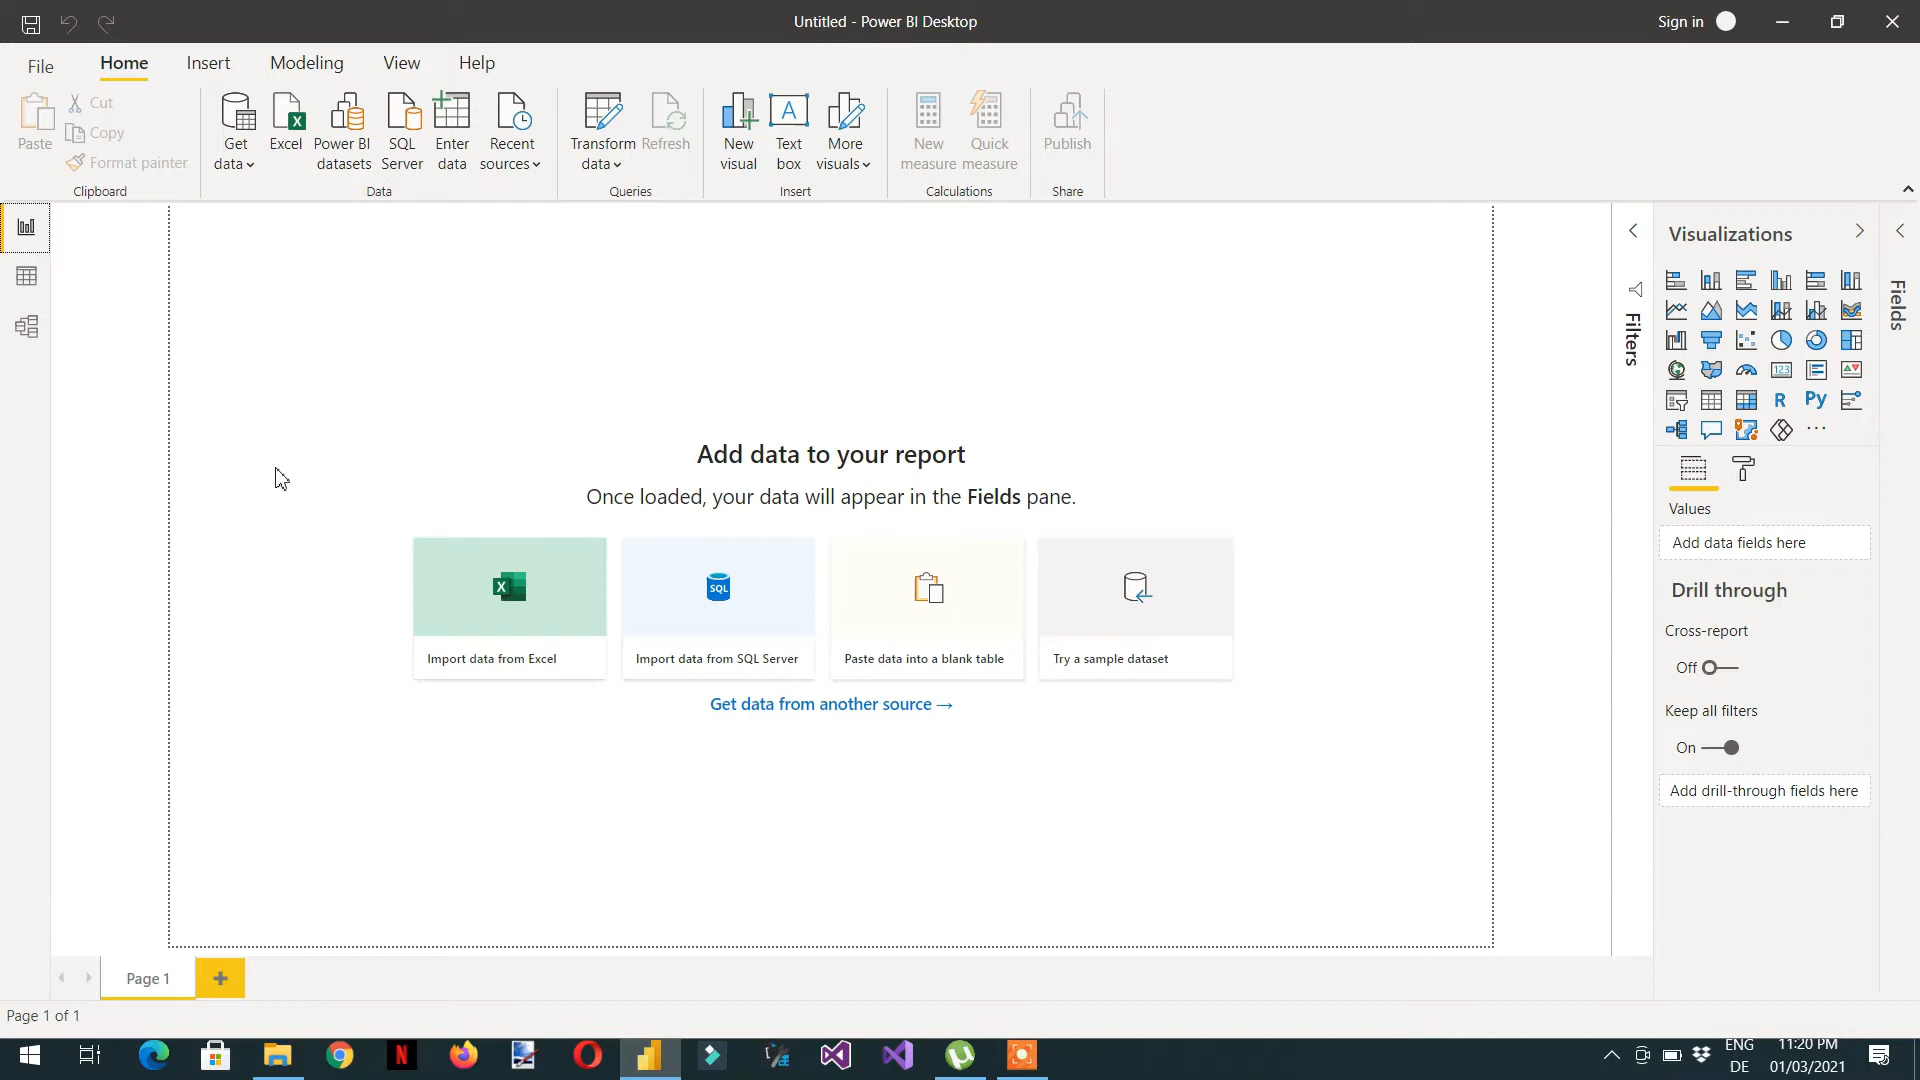 Untitled - Power BI Desktop
Sign in
File
Home
Insert
Modeling
View
Help
Paste
Cut
Copy
Format painter
Clipboard
Get data
Excel
Power BI datasets
SQL Server
Enter data
Recent sources
Data
Transform data
Refresh
Queries
New visual
A
Text box
More visuals
Insert
New measure
Quick measure
Calculations
Publish
Share
Filters
Visualizations
123
R
Py
Values
Add data fields here
Drill through
Cross-report
Off
Keep all filters
On
Add drill-through fields here
Fields
Add data to your report
Once loaded, your data will appear in the Fields pane.
X
SQL
Import data from Excel
Import data from SQL Server
Paste data into a blank table
Try a sample dataset
Get data from another source →
Page 1
Page 1 of 1
N
ENG
DE
11:20 PM
01/03/2021